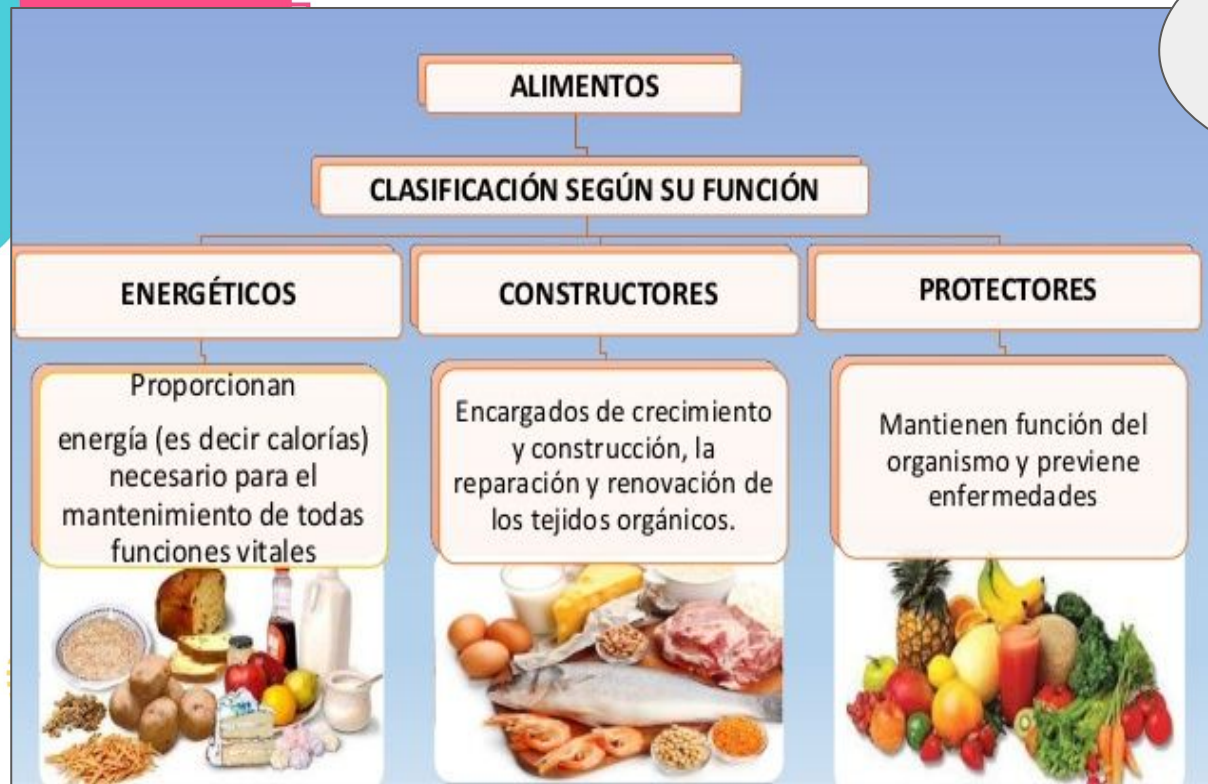 ALIMENTOS
CLASIFICACIÓN SEGÚN SU FUNCIÓN
ENERGÉTICOS
Proporcionan
energía (es decir calorías)
necesario para el
mantenimiento de todas
funciones vitales
CONSTRUCTORES
Encargados de crecimiento
y construcción, la
reparación y renovación de
los tejidos orgánicos.
PROTECTORES
Mantienen función del
organismo y previene
enfermedades